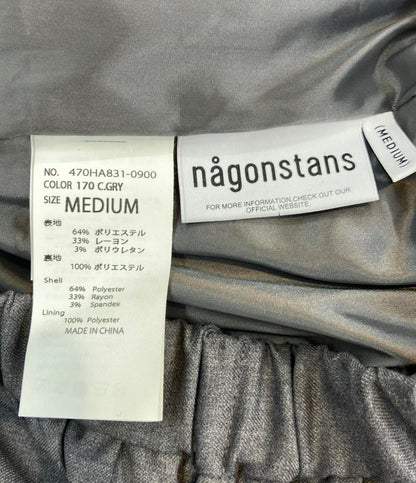 NO. 470HA831-0900
COLOR 170 C.GRY
SIZE MEDIUM
表地
64% ポリエステル
33% レーヨン
3% ポリウレタン
裏地
100% ポリエステル
Shell
64% Polyester
33% Rayon
3% Spandex
Lining
100% Polyester
MADE IN CHINA
någonstans
FOR MORE INFORMATION,CHECK OUT OUR
OFFICIAL WEBSITE.
(MEDIUM)